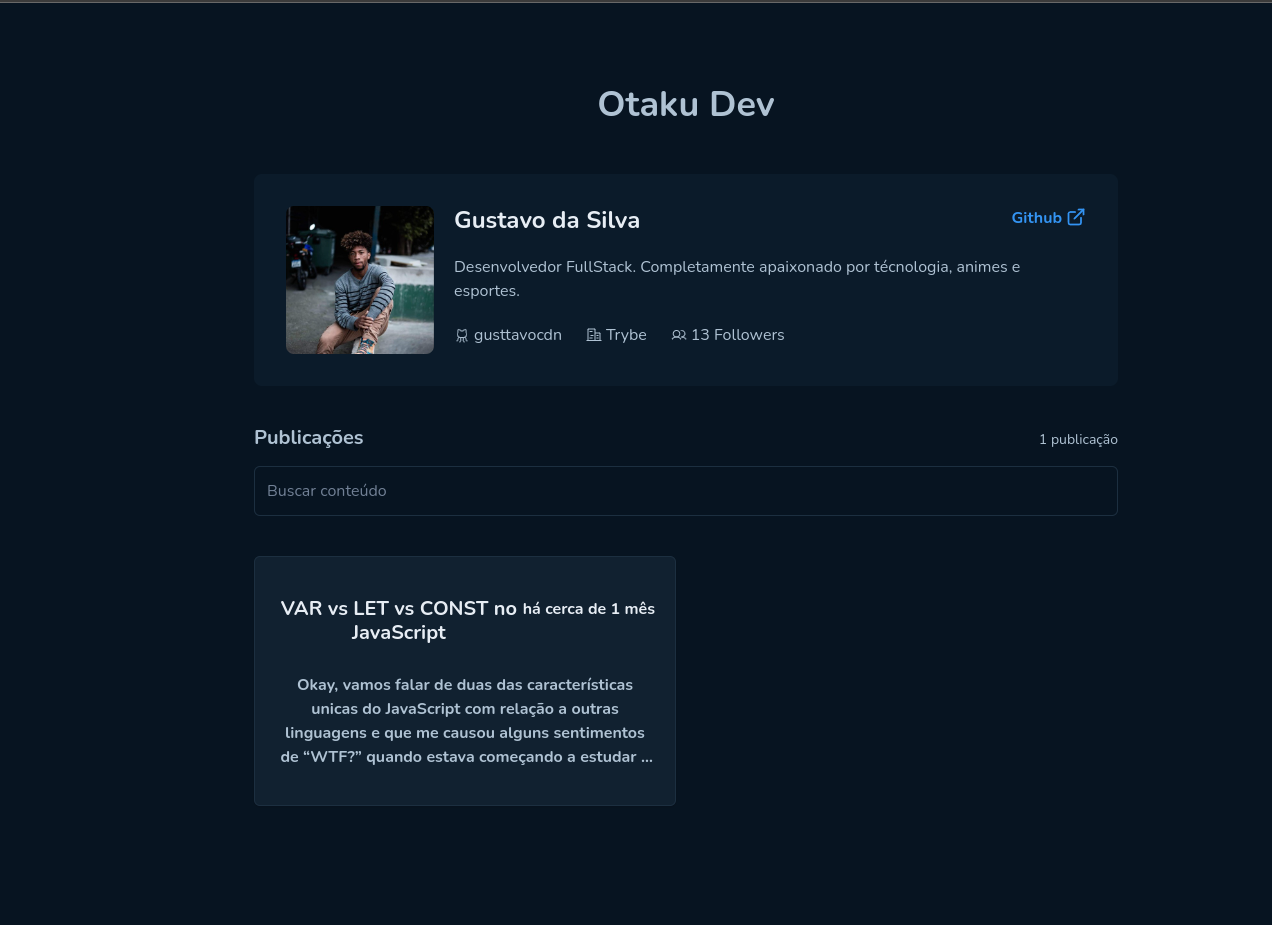 Otaku Dev
Gustavo da Silva
Github
Desenvolvedor FullStack. Completamente apaixonado por técnologia, animes e
esportes.
gusttavocdn Trybe 13 Followers
Publicações
1 publicação
Buscar conteúdo
VAR vs LET vs CONST no há cerca de 1 mês
JavaScript
Okay, vamos falar de duas das características
unicas do JavaScript com relação a outras
linguagens e que me causou alguns sentimentos
de “WTF?” quando estava começando a estudar ...